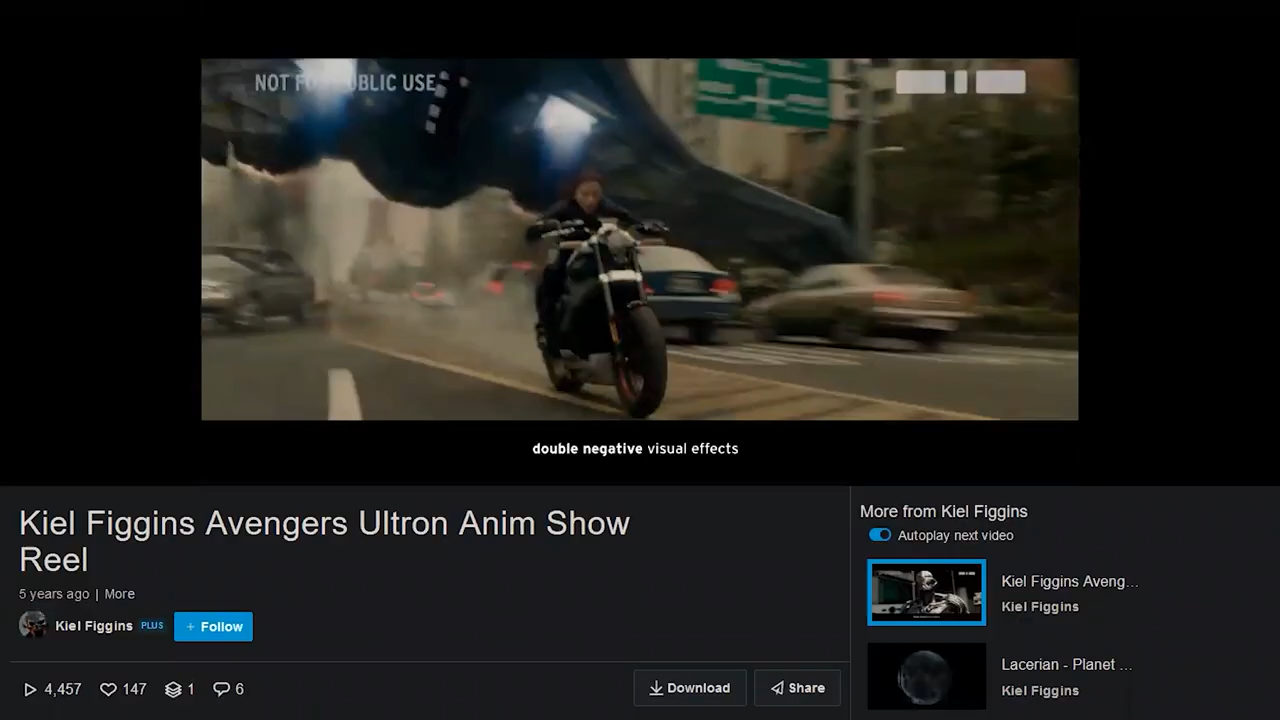 NOT FOR PUBLIC USE
double negative visual effects
Kiel Figgins Avengers Ultron Anim Show
Reel
5 years ago | More
Kiel Figgins PLUS + Follow
4,457 147 1 6
Download Share
More from Kiel Figgins
Autoplay next video
Kiel Figgins Aveng...
Kiel Figgins
Lacerian - Planet ...
Kiel Figgins